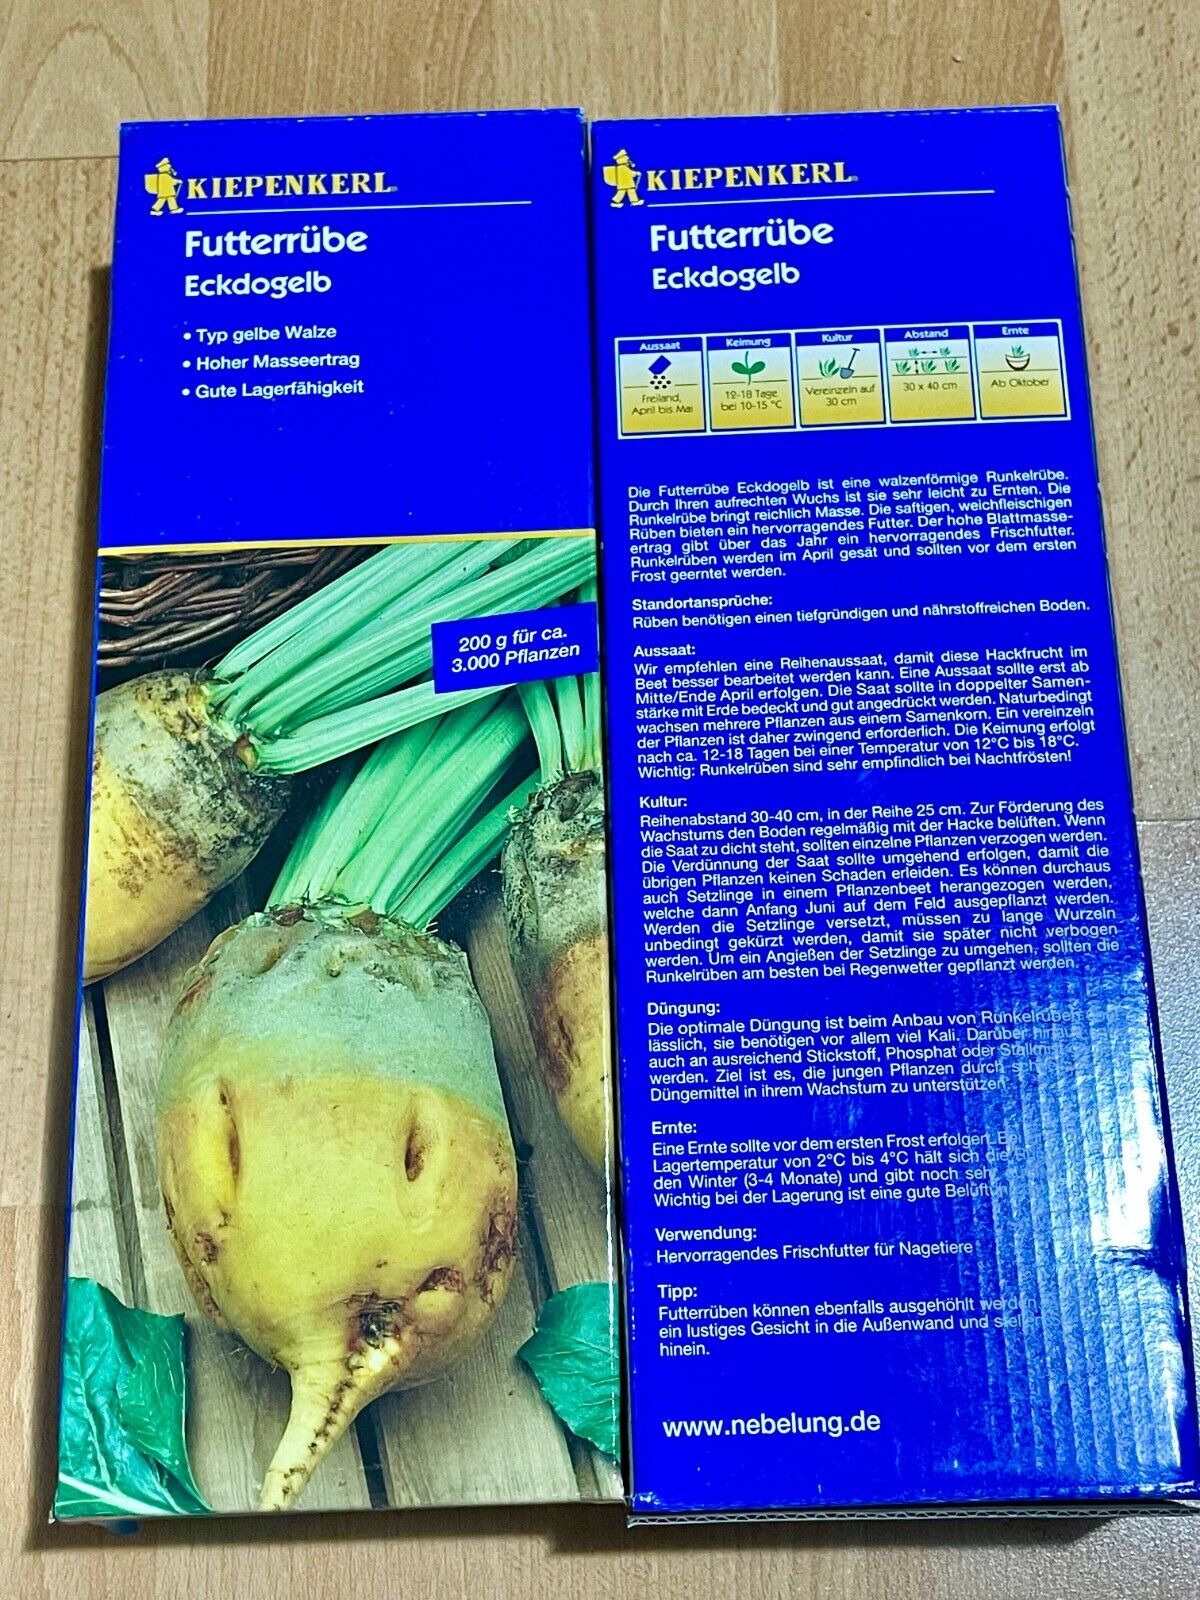 KIEPENKERL
Futterrübe
Eckdogelb
• Typ gelbe Walze
• Hoher Masseertrag
• Gute Lagerfähigkeit
200 g für ca.
3.000 Pflanzen
KIEPENKERL
Futterrübe
Eckdogelb
Aussaat
Freiland,
April bis Mai
Keimung
12-18 Tage
bei 10-15 °C
Kultur
Vereinzeln auf
30 cm
Abstand
30 x 40 cm
Ernte
Ab Oktober
Die Futterrübe Eckdogelb ist eine walzenförmige Runkelrübe.
Durch Ihren aufrechten Wuchs ist sie sehr leicht zu Ernten. Die
Runkelrübe bringt reichlich Masse. Die saftigen, weichfleischigen
Rüben bieten ein hervorragendes Futter. Der hohe Blattmasse-
ertrag gibt über das Jahr ein hervorragendes Frischfutter.
Runkelrüben werden im April gesät und sollten vor dem ersten
Frost geerntet werden.
Standortansprüche:
Rüben benötigen einen tiefgründigen und nährstoffreichen Boden.
Aussaat:
Wir empfehlen eine Reihenaussaat, damit diese Hackfrucht im
Beet besser bearbeitet werden kann. Eine Aussaat sollte erst ab
Mitte/Ende April erfolgen. Die Saat sollte in doppelter Samen-
stärke mit Erde bedeckt und gut angedrückt werden. Naturbedingt
wachsen mehrere Pflanzen aus einem Samenkorn. Ein vereinzeln
der Pflanzen ist daher zwingend erforderlich. Die Keimung erfolgt
nach ca. 12-18 Tagen bei einer Temperatur von 12°C bis 18°C.
Wichtig: Runkelrüben sind sehr empfindlich bei Nachtfrösten!
Kultur:
Reihenabstand 30-40 cm, in der Reihe 25 cm. Zur Förderung des
Wachstums den Boden regelmäßig mit der Hacke belüften. Wenn
die Saat zu dicht steht, sollten einzelne Pflanzen verzogen werden.
Die Verdünnung der Saat sollte umgehend erfolgen, damit die
übrigen Pflanzen keinen Schaden erleiden. Es können durchaus
auch Setzlinge in einem Pflanzenbeet herangezogen werden,
welche dann Anfang Juni auf dem Feld ausgepflanzt werden.
Werden die Setzlinge versetzt, müssen zu lange Wurzeln
unbedingt gekürzt werden, damit sie später nicht verbogen
werden. Um ein Angießen der Setzlinge zu umgehen, sollten die
Runkelrüben am besten bei Regenwetter gepflanzt werden.
Düngung:
Die optimale Düngung ist beim Anbau von Runkelrüben
lässlich, sie benötigen vor allem viel Kali. Darüber
auch an ausreichend Stickstoff, Phosphat oder
werden. Ziel ist es, die jungen Pflanzen durch
Düngemittel in ihrem Wachstum zu unterstützen
Ernte:
Eine Ernte sollte vor dem ersten Frost erfolgen.
Lagertemperatur von 2°C bis 4°C hält sich die
den Winter (3-4 Monate) und gibt noch
Wichtig bei der Lagerung ist eine gute
Verwendung:
Hervorragendes Frischfutter für Nagetiere
Tipp:
Futterrüben können ebenfalls ausgehöhlt werden
ein lustiges Gesicht in die Außenwand und
hinein.
www.nebelung.de